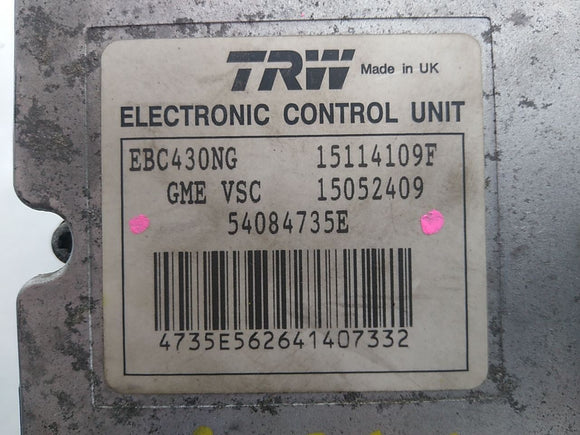 TRW Made in UK
ELECTRONIC CONTROL UNIT
EBC430NG 15114109F
GME VSC 15052409
54084735E
4735E562641407332